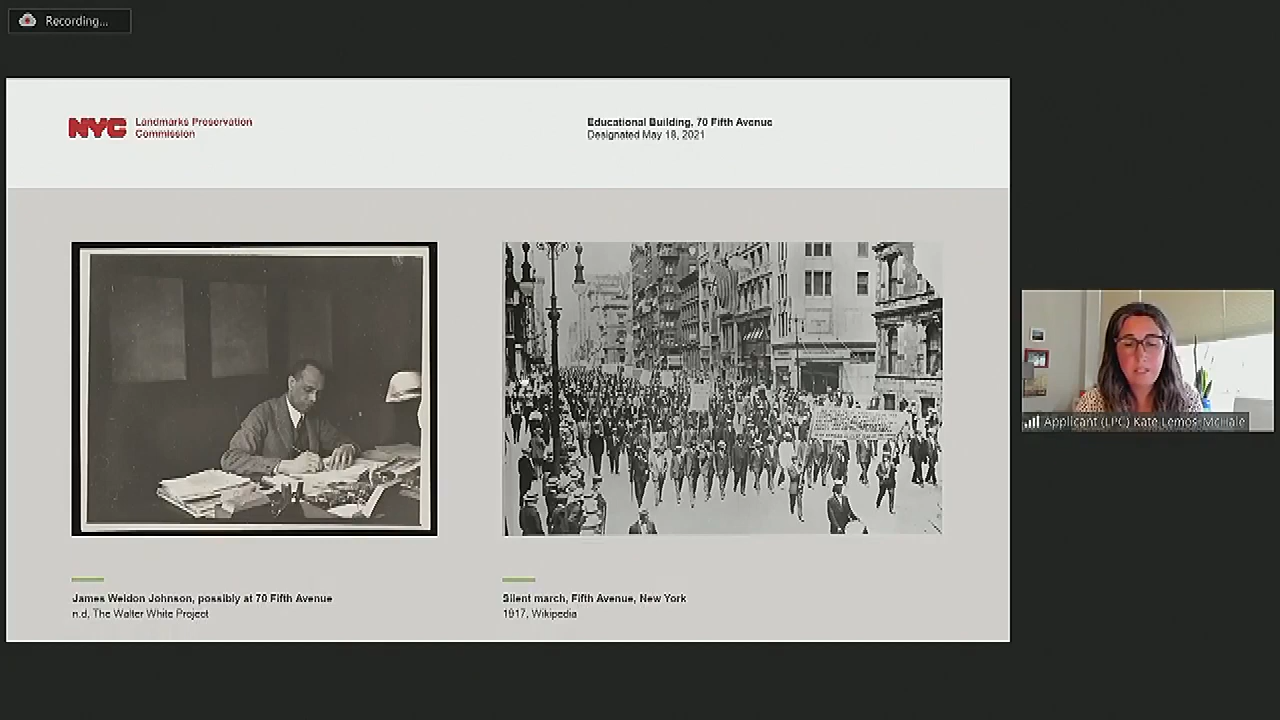 Recording...
NYC
Landmarks Preservation
Commission
Educational Building, 70 Fifth Avenue
Designated May 18, 2021
James Weldon Johnson, possibly at 70 Fifth Avenue
n.d, The Walter White Project
Silent march, Fifth Avenue, New York
1917, Wikipedia
Applicant (LPC) Kate Lemos McHale